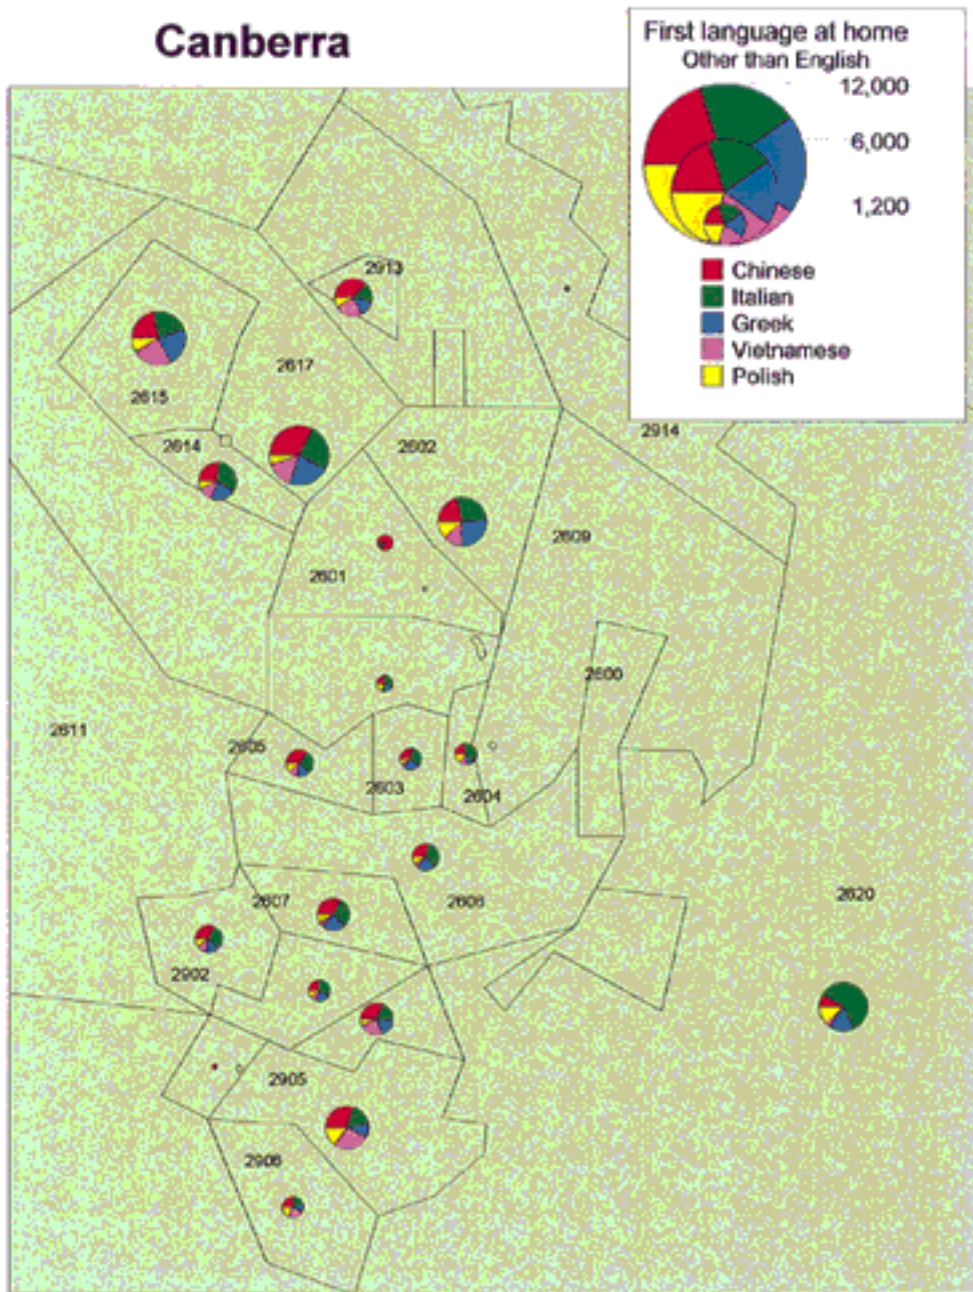 Canberra
First language at home
Other than English
12,000
6,000
1,200
Chinese
Italian
Greek
Vietnamese
Polish
2913
2617
2615
2614
2602
2914
2609
2601
2600
2611
2605
2603
2604
2607
2606
2620
2902
2905
2906